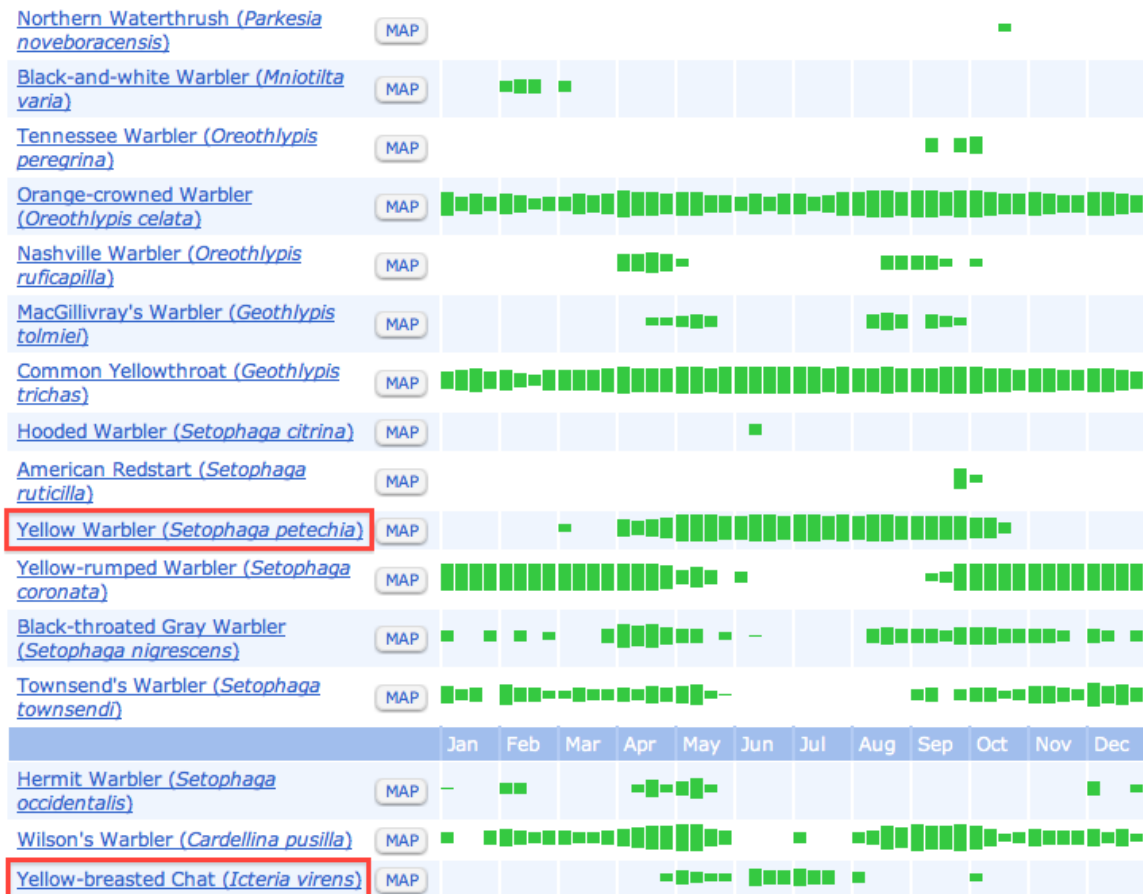 Northern Waterthrush (Parkesia
noveboracensis)
MAP
Black-and-white Warbler (Mniotilta
varia)
MAP
Tennessee Warbler (Oreothlypis
peregrina)
MAP
Orange-crowned Warbler
(Oreothlypis celata)
MAP
Nashville Warbler (Oreothlypis
ruficapilla)
MAP
MacGillivray's Warbler (Geothlypis
tolmiei)
MAP
Common Yellowthroat (Geothlypis
trichas)
MAP
Hooded Warbler (Setophaga citrina)
MAP
American Redstart (Setophaga
ruticilla)
MAP
Yellow Warbler (Setophaga petechia)
MAP
Yellow-rumped Warbler (Setophaga
coronata)
MAP
Black-throated Gray Warbler
(Setophaga nigrescens)
MAP
Townsend's Warbler (Setophaga
townsendi)
MAP
Jan Feb Mar Apr May Jun Jul Aug Sep Oct Nov Dec
Hermit Warbler (Setophaga
occidentalis)
MAP
Wilson's Warbler (Cardellina pusilla)
MAP
Yellow-breasted Chat (Icteria virens)
MAP